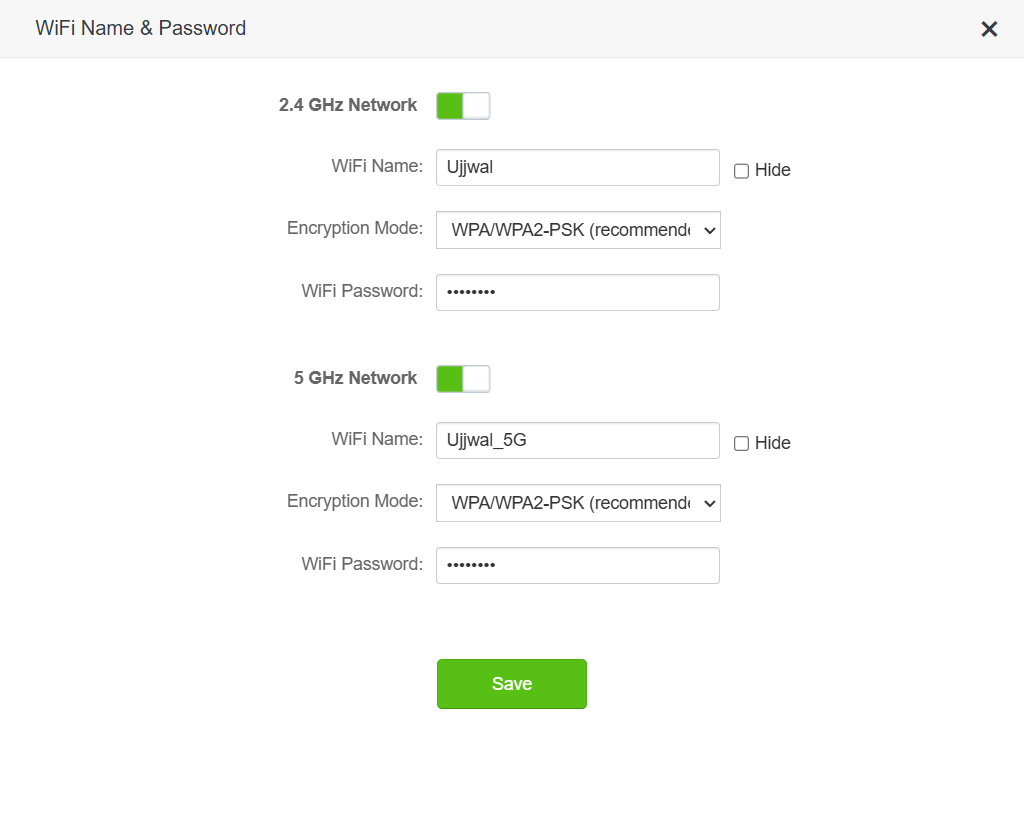 WiFi Name & Password
2.4 GHz Network
WiFi Name: Ujjwal Hide
Encryption Mode: WPA/WPA2-PSK (recommende
WiFi Password: ••••••••
5 GHz Network
WiFi Name: Ujjwal_5G Hide
Encryption Mode: WPA/WPA2-PSK (recommende
WiFi Password: ••••••••
Save